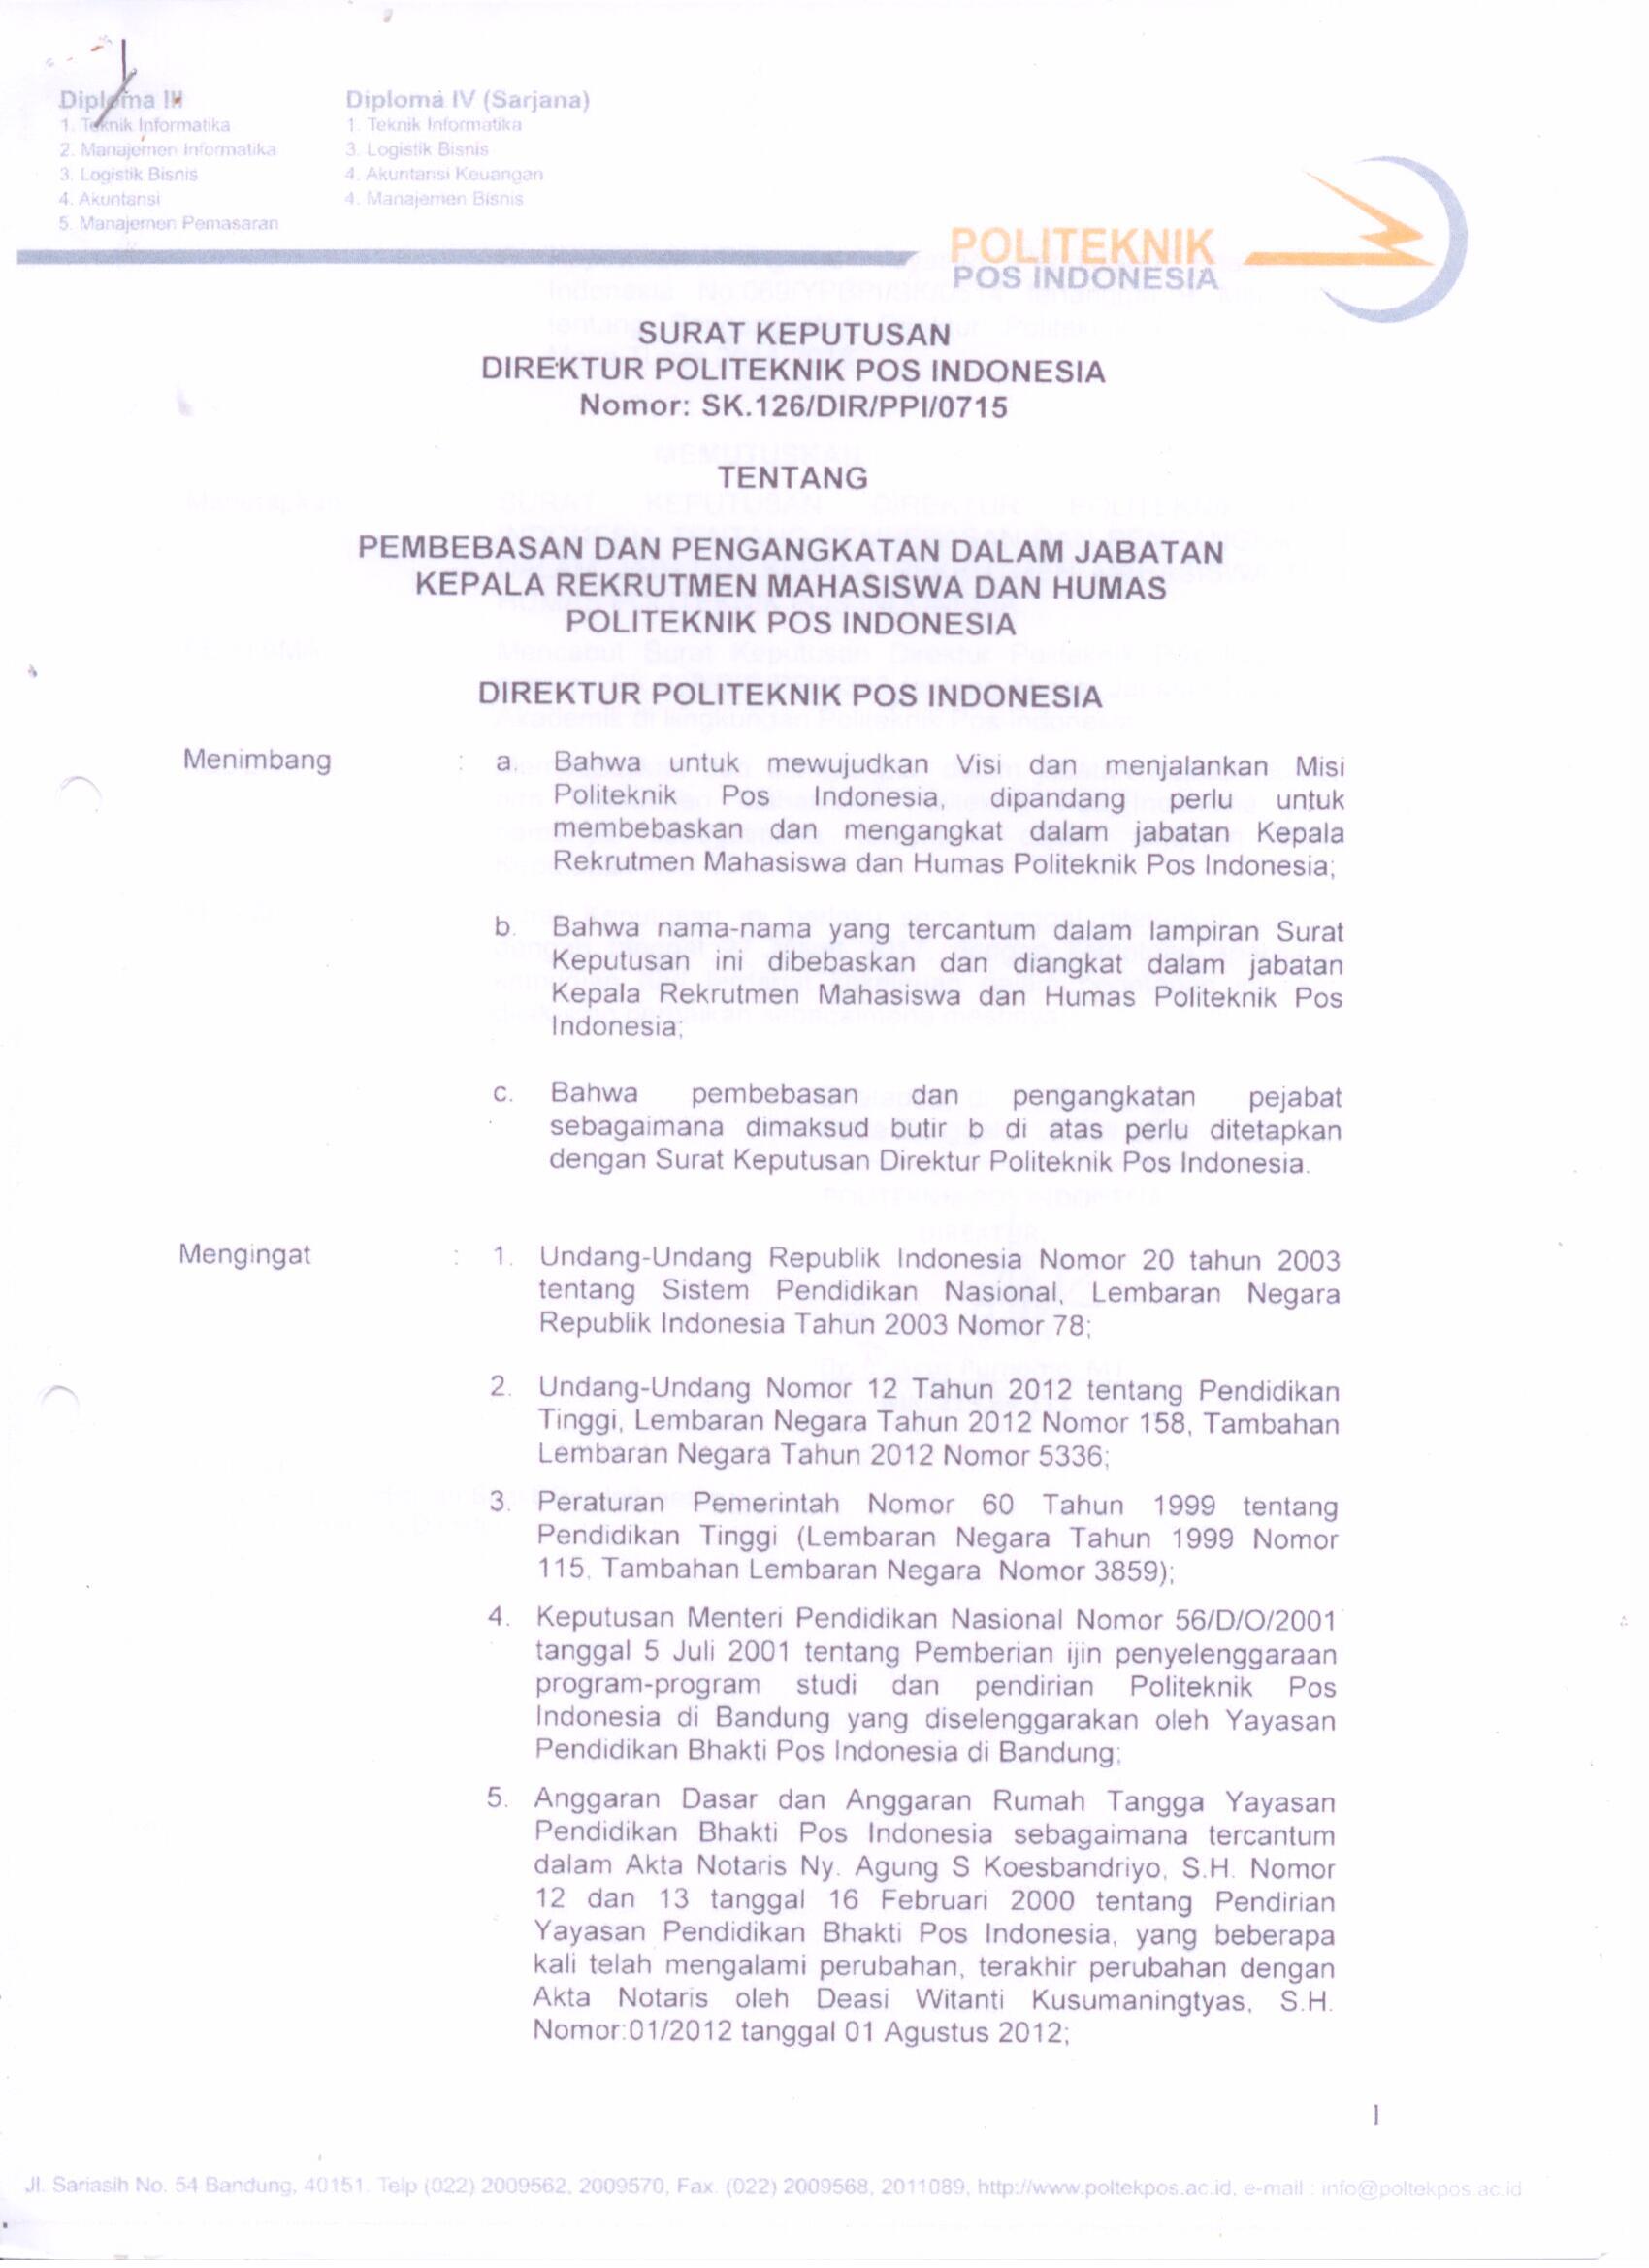 Diploma III
1. Teknik Informatika
2. Manajemen Informatika
3. Logistik Bisnis
4. Akuntansi
5. Manajemen Pemasaran
Diploma IV (Sarjana)
1. Teknik Informatika
3. Logistik Bisnis
4. Akuntansi Keuangan
4. Manajemen Bisnis
POLITEKNIK
POS INDONESIA
SURAT KEPUTUSAN
DIREKTUR POLITEKNIK POS INDONESIA
Nomor: SK.126/DIR/PPI/0715
TENTANG
PEMBEBASAN DAN PENGANGKATAN DALAM JABATAN
KEPALA REKRUTMEN MAHASISWA DAN HUMAS
POLITEKNIK POS INDONESIA
DIREKTUR POLITEKNIK POS INDONESIA
Menimbang : a. Bahwa untuk mewujudkan Visi dan menjalankan Misi
Politeknik Pos Indonesia, dipandang perlu untuk
membebaskan dan mengangkat dalam jabatan Kepala
Rekrutmen Mahasiswa dan Humas Politeknik Pos Indonesia;
b. Bahwa nama-nama yang tercantum dalam lampiran Surat
Keputusan ini dibebaskan dan diangkat dalam jabatan
Kepala Rekrutmen Mahasiswa dan Humas Politeknik Pos
Indonesia;
c. Bahwa pembebasan dan pengangkatan pejabat
sebagaimana dimaksud butir b di atas perlu ditetapkan
dengan Surat Keputusan Direktur Politeknik Pos Indonesia.
Mengingat : 1. Undang-Undang Republik Indonesia Nomor 20 tahun 2003
tentang Sistem Pendidikan Nasional, Lembaran Negara
Republik Indonesia Tahun 2003 Nomor 78;
2. Undang-Undang Nomor 12 Tahun 2012 tentang Pendidikan
Tinggi, Lembaran Negara Tahun 2012 Nomor 158, Tambahan
Lembaran Negara Tahun 2012 Nomor 5336;
3. Peraturan Pemerintah Nomor 60 Tahun 1999 tentang
Pendidikan Tinggi (Lembaran Negara Tahun 1999 Nomor
115, Tambahan Lembaran Negara Nomor 3859);
4. Keputusan Menteri Pendidikan Nasional Nomor 56/D/O/2001
tanggal 5 Juli 2001 tentang Pemberian ijin penyelenggaraan
program-program studi dan pendirian Politeknik Pos
Indonesia di Bandung yang diselenggarakan oleh Yayasan
Pendidikan Bhakti Pos Indonesia di Bandung;
5. Anggaran Dasar dan Anggaran Rumah Tangga Yayasan
Pendidikan Bhakti Pos Indonesia sebagaimana tercantum
dalam Akta Notaris Ny. Agung S Koesbandriyo, S.H. Nomor
12 dan 13 tanggal 16 Februari 2000 tentang Pendirian
Yayasan Pendidikan Bhakti Pos Indonesia, yang beberapa
kali telah mengalami perubahan, terakhir perubahan dengan
Akta Notaris oleh Deasi Witanti Kusumaningtyas, S.H.
Nomor:01/2012 tanggal 01 Agustus 2012;
1
Jl. Sariasih No. 54 Bandung, 40151. Telp (022) 2009562, 2009570, Fax. (022) 2009568, 2011089, http://www.poltekpos.ac.id, e-mail : info@poltekpos.ac.id